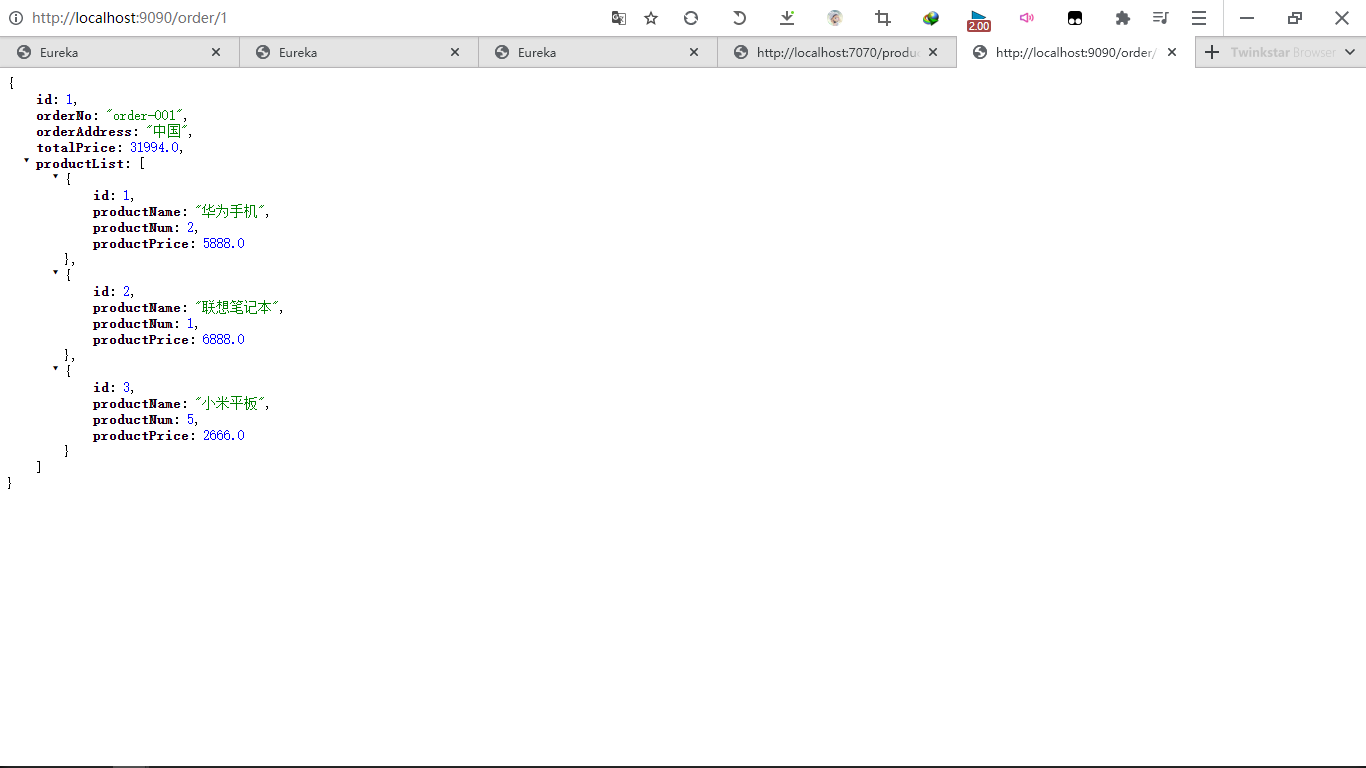 http://localhost:9090/order/1
2.00
Eureka
Eureka
Eureka
http://localhost:7070/produ
http://localhost:9090/order/
Twinkstar Browser
{
id: 1,
orderNo: "order-001",
orderAddress: "中国",
totalPrice: 31994.0,
productList: [
{
id: 1,
productName: "华为手机",
productNum: 2,
productPrice: 5888.0
},
{
id: 2,
productName: "联想笔记本",
productNum: 1,
productPrice: 6888.0
},
{
id: 3,
productName: "小米平板",
productNum: 5,
productPrice: 2666.0
}
]
}